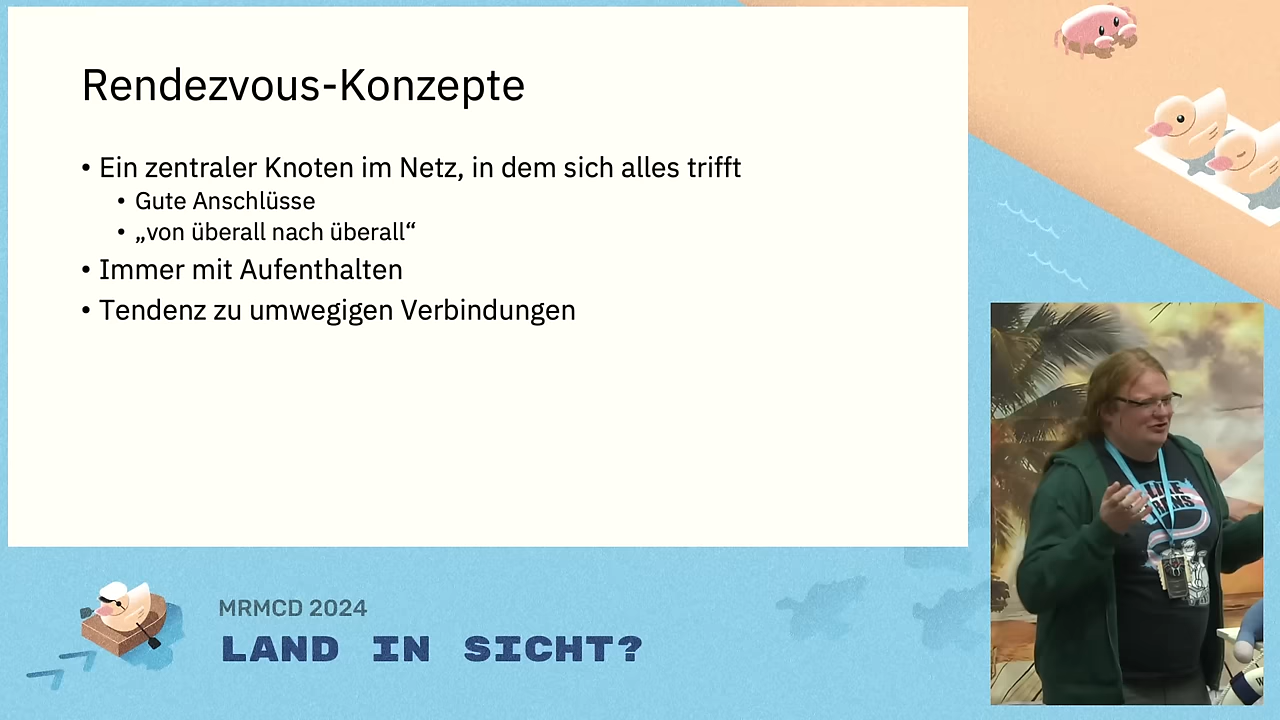 Rendezvous-Konzepte
• Ein zentraler Knoten im Netz, in dem sich alles trifft
• Gute Anschlüsse
• „von überall nach überall“
• Immer mit Aufenthalten
• Tendenz zu umwegigen Verbindungen
MRMCD 2024
LAND IN SICHT?